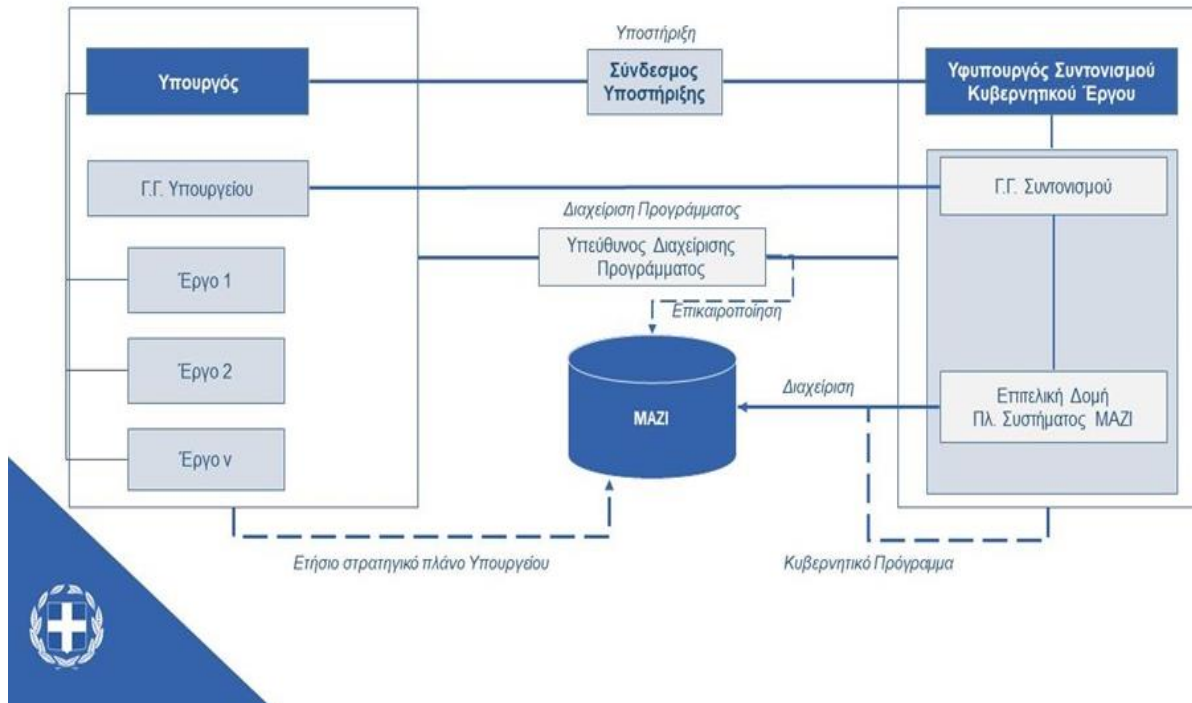 Υποστήριξη
Υπουργός
Σύνδεσμος
Υποστήριξης
Υφυπουργός Συντονισμού
Κυβερνητικού Έργου
Γ.Γ. Υπουργείου
Γ.Γ. Συντονισμού
Διαχείριση Προγράμματος
Υπεύθυνος Διαχείρισης
Προγράμματος
Έργο 1
Επικαιροποίηση
Έργο 2
Διαχείριση
ΜΑΖΙ
Επιτελική Δομή
Πλ. Συστήματος ΜΑΖΙ
Έργο ν
Ετήσιο στρατηγικό πλάνο Υπουργείου
Κυβερνητικό Πρόγραμμα